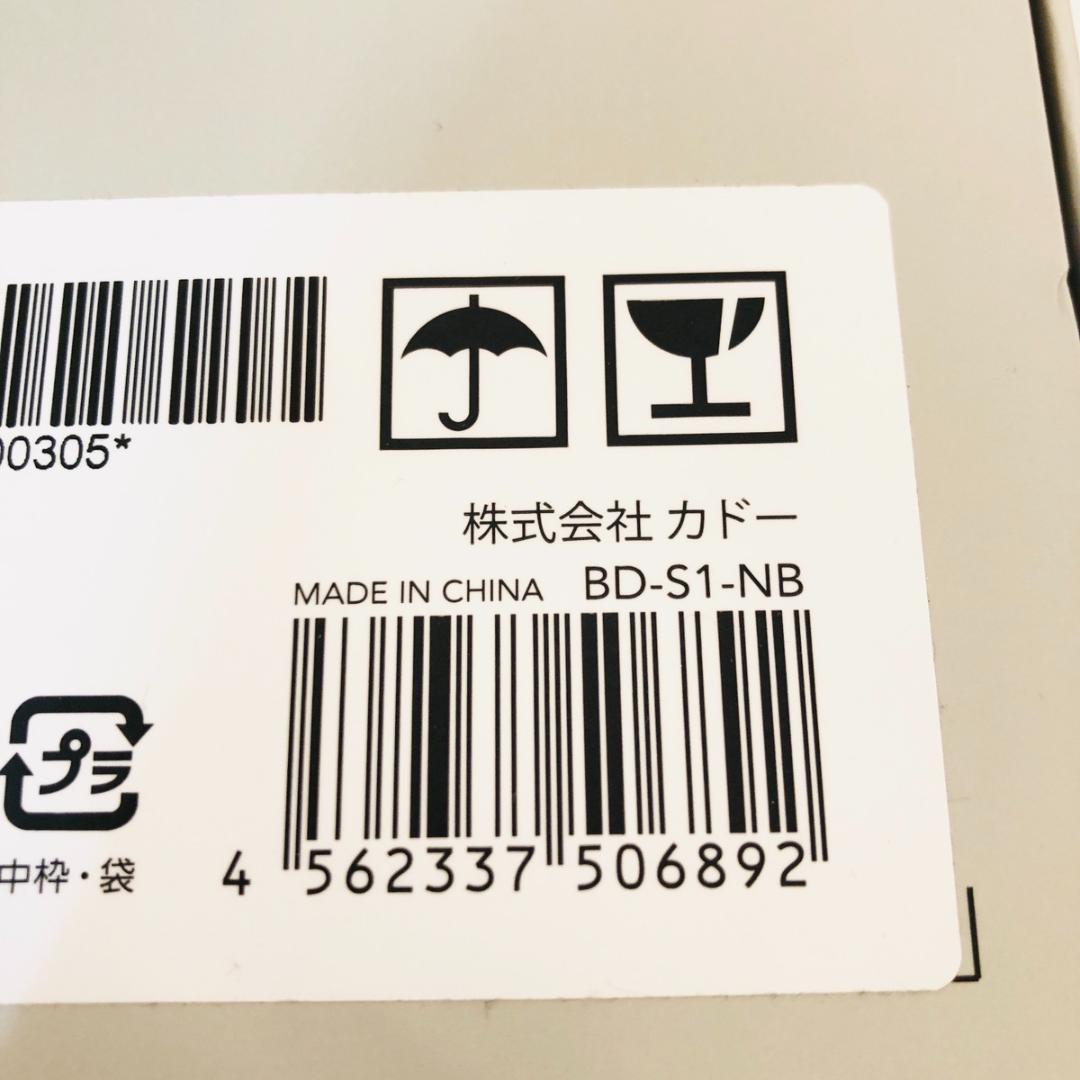 00305*
株式会社 カドー
MADE IN CHINA BD-S1-NB
プラ
中枠・袋
4 562337 506892